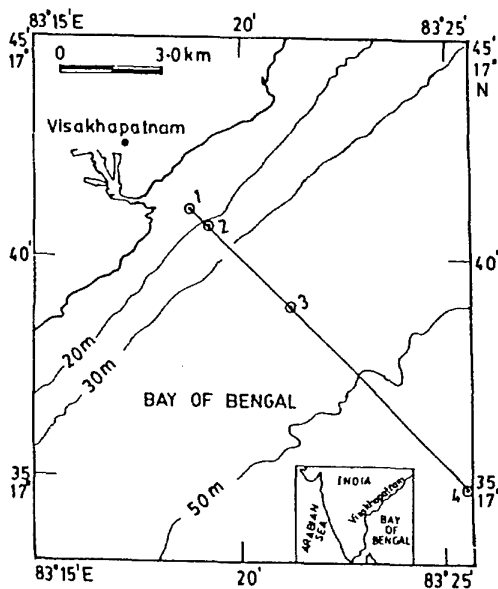 83°15'E 20' 83°25'
45'
17°
45'
17°
N
0 3.0 km
Visakhapatnam
1
2
40'
40'
3
20m
30m
BAY OF BENGAL
50m
35'
17°
4
35'
17°
INDIA
Visakhapatnam
ARABIAN
SEA
BAY
OF
BENGAL
83°15'E 20' 83°25'